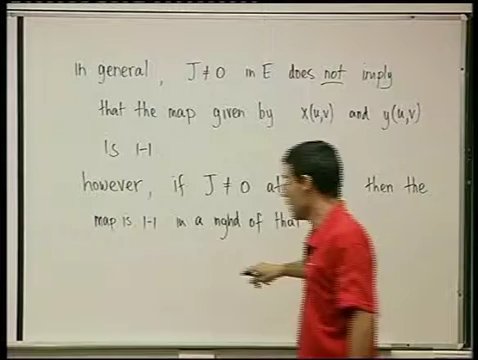 In general, J ≠ 0 in E does not imply
that the map given by x(u,v) and y(u,v)
is 1-1
however, if J ≠ 0 at then the
map is 1-1 in a nghd of that